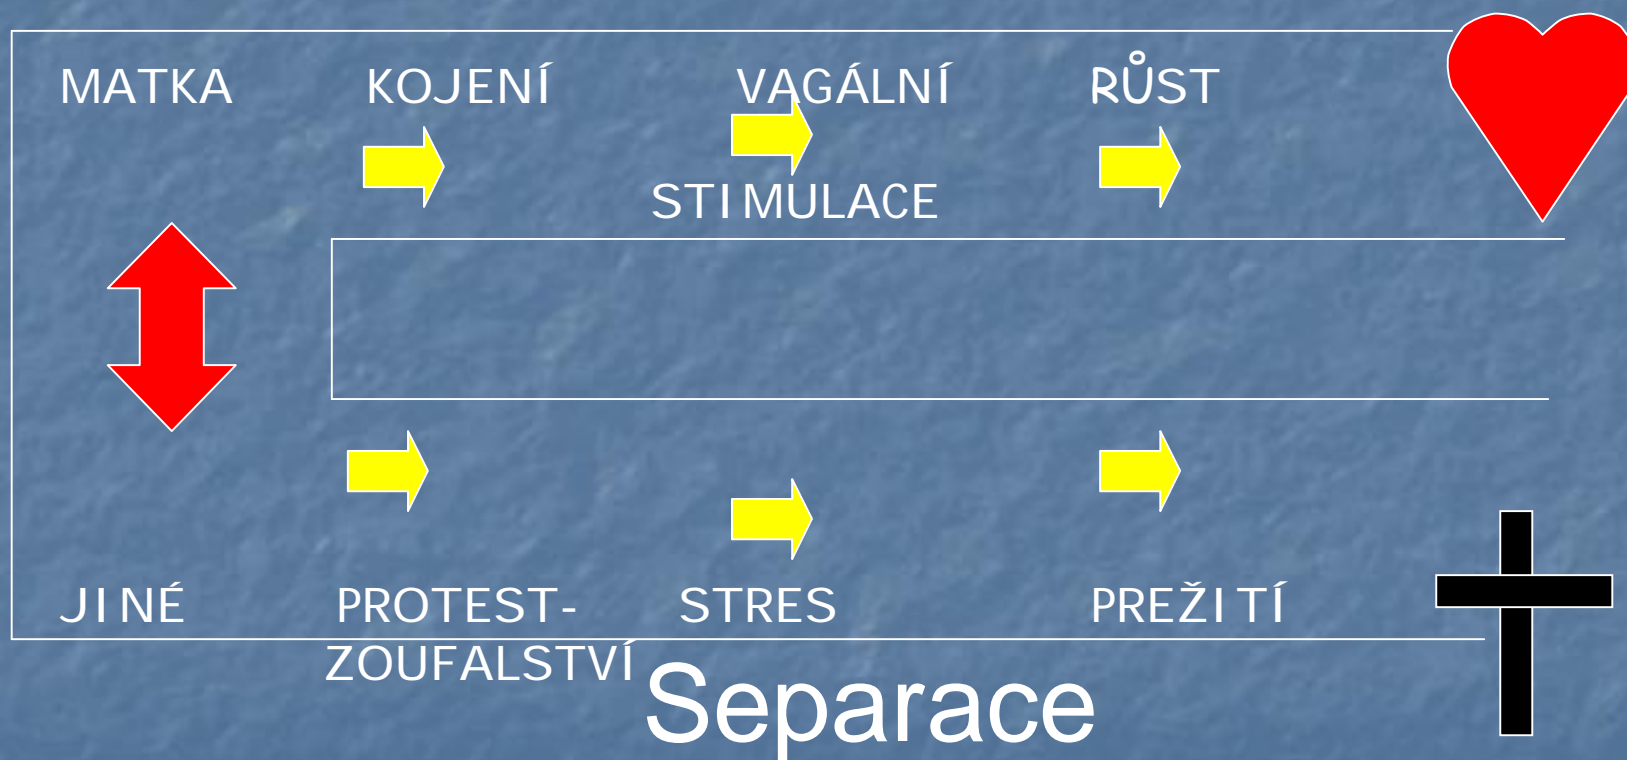 MATKA KOJENÍ VAGÁLNÍ RŮST
STIMULACE
JINÉ PROTEST- STRES PREŽITÍ
ZOUFALSTVÍ
Separace